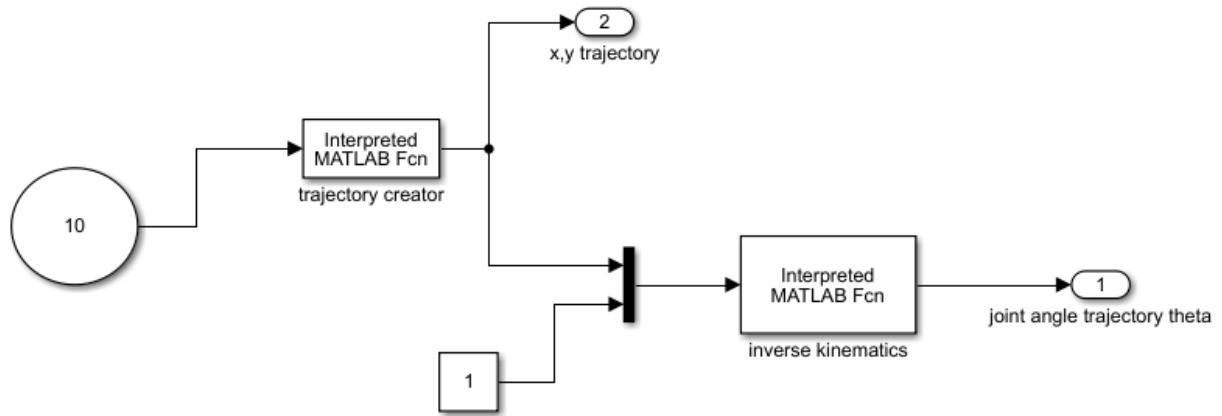 2
x,y trajectory
Interpreted
MATLAB Fcn
trajectory creator
10
Interpreted
MATLAB Fcn
inverse kinematics
1
joint angle trajectory theta
1